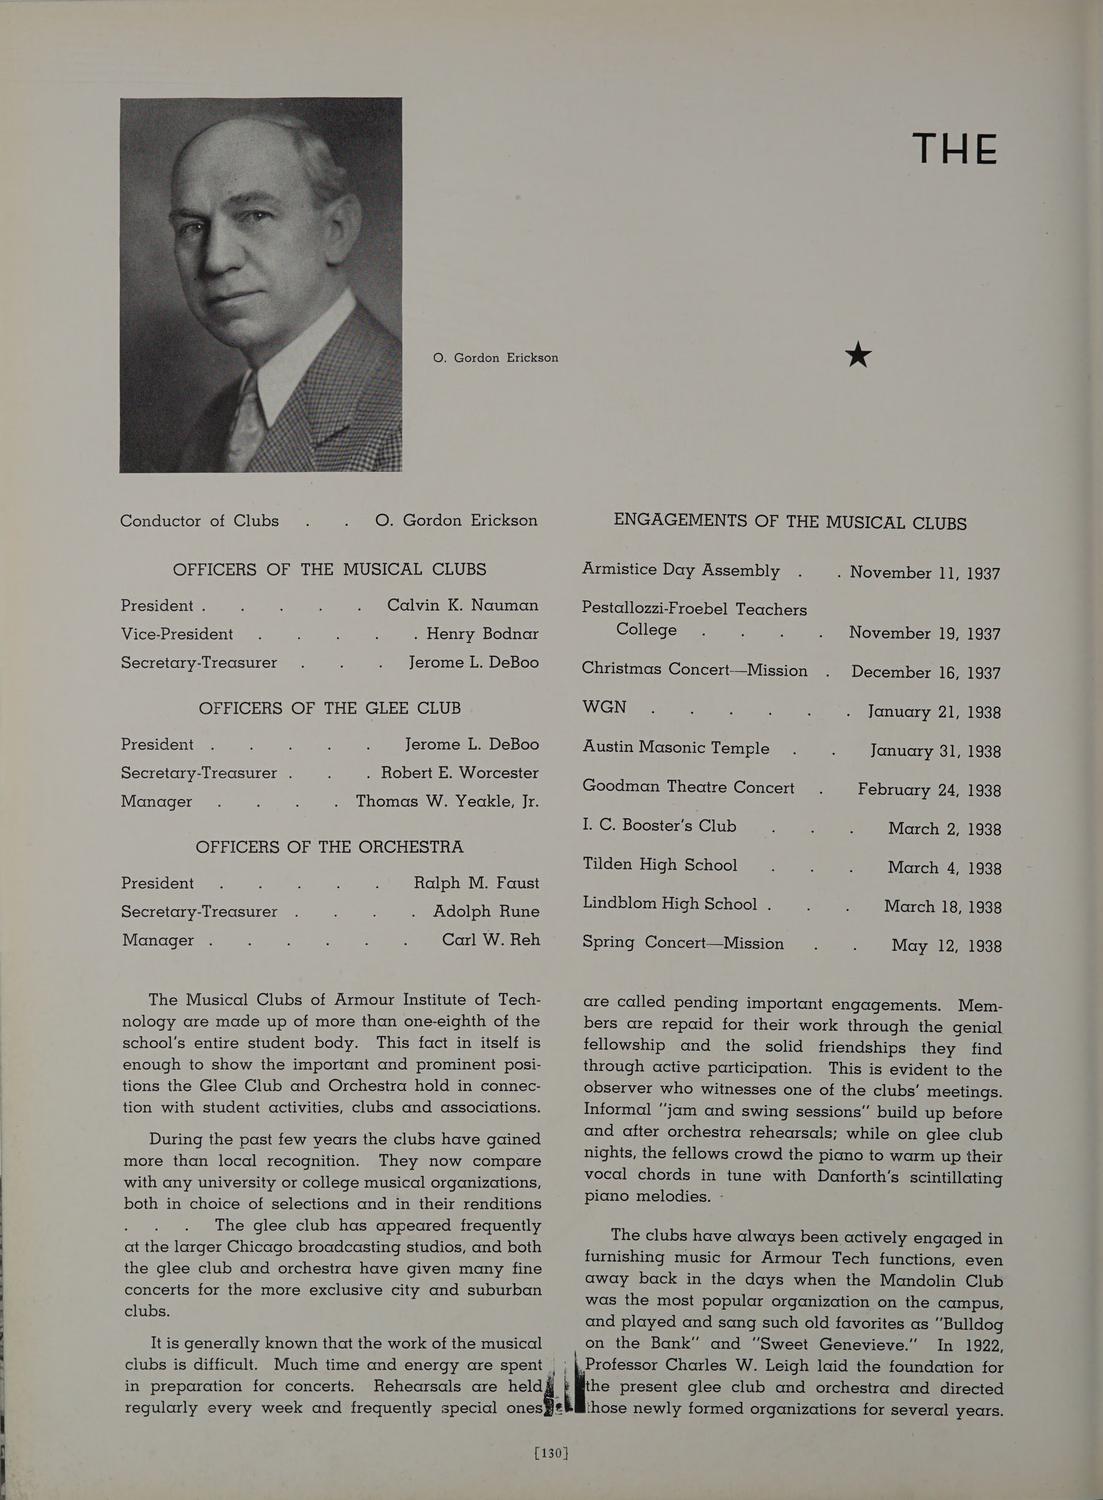 THE
O. Gordon Erickson
Conductor of Clubs . . O. Gordon Erickson
OFFICERS OF THE MUSICAL CLUBS
President . . . . . Calvin K. Nauman
Vice-President . . . . . Henry Bodnar
Secretary-Treasurer . . . Jerome L. DeBoo
OFFICERS OF THE GLEE CLUB
President . . . . . Jerome L. DeBoo
Secretary-Treasurer . . . Robert E. Worcester
Manager . . . . Thomas W. Yeakle, Jr.
OFFICERS OF THE ORCHESTRA
President . . . . . Ralph M. Faust
Secretary-Treasurer . . . . Adolph Rune
Manager . . . . . . Carl W. Reh
ENGAGEMENTS OF THE MUSICAL CLUBS
Armistice Day Assembly . . November 11, 1937
Pestallozzi-Froebel Teachers
College . . . . November 19, 1937
Christmas Concert—Mission . December 16, 1937
WGN . . . . . . January 21, 1938
Austin Masonic Temple . . January 31, 1938
Goodman Theatre Concert . February 24, 1938
I. C. Booster's Club . . . March 2, 1938
Tilden High School . . . March 4, 1938
Lindblom High School . . . March 18, 1938
Spring Concert—Mission . . May 12, 1938
The Musical Clubs of Armour Institute of Tech-
nology are made up of more than one-eighth of the
school's entire student body. This fact in itself is
enough to show the important and prominent posi-
tions the Glee Club and Orchestra hold in connec-
tion with student activities, clubs and associations.
During the past few years the clubs have gained
more than local recognition. They now compare
with any university or college musical organizations,
both in choice of selections and in their renditions
. . . The glee club has appeared frequently
at the larger Chicago broadcasting studios, and both
the glee club and orchestra have given many fine
concerts for the more exclusive city and suburban
clubs.
It is generally known that the work of the musical
clubs is difficult. Much time and energy are spent
in preparation for concerts. Rehearsals are held
regularly every week and frequently special ones
are called pending important engagements. Mem-
bers are repaid for their work through the genial
fellowship and the solid friendships they find
through active participation. This is evident to the
observer who witnesses one of the clubs' meetings.
Informal "jam and swing sessions" build up before
and after orchestra rehearsals; while on glee club
nights, the fellows crowd the piano to warm up their
vocal chords in tune with Danforth's scintillating
piano melodies.
The clubs have always been actively engaged in
furnishing music for Armour Tech functions, even
away back in the days when the Mandolin Club
was the most popular organization on the campus,
and played and sang such old favorites as "Bulldog
on the Bank" and "Sweet Genevieve." In 1922,
Professor Charles W. Leigh laid the foundation for
the present glee club and orchestra and directed
those newly formed organizations for several years.
[130]